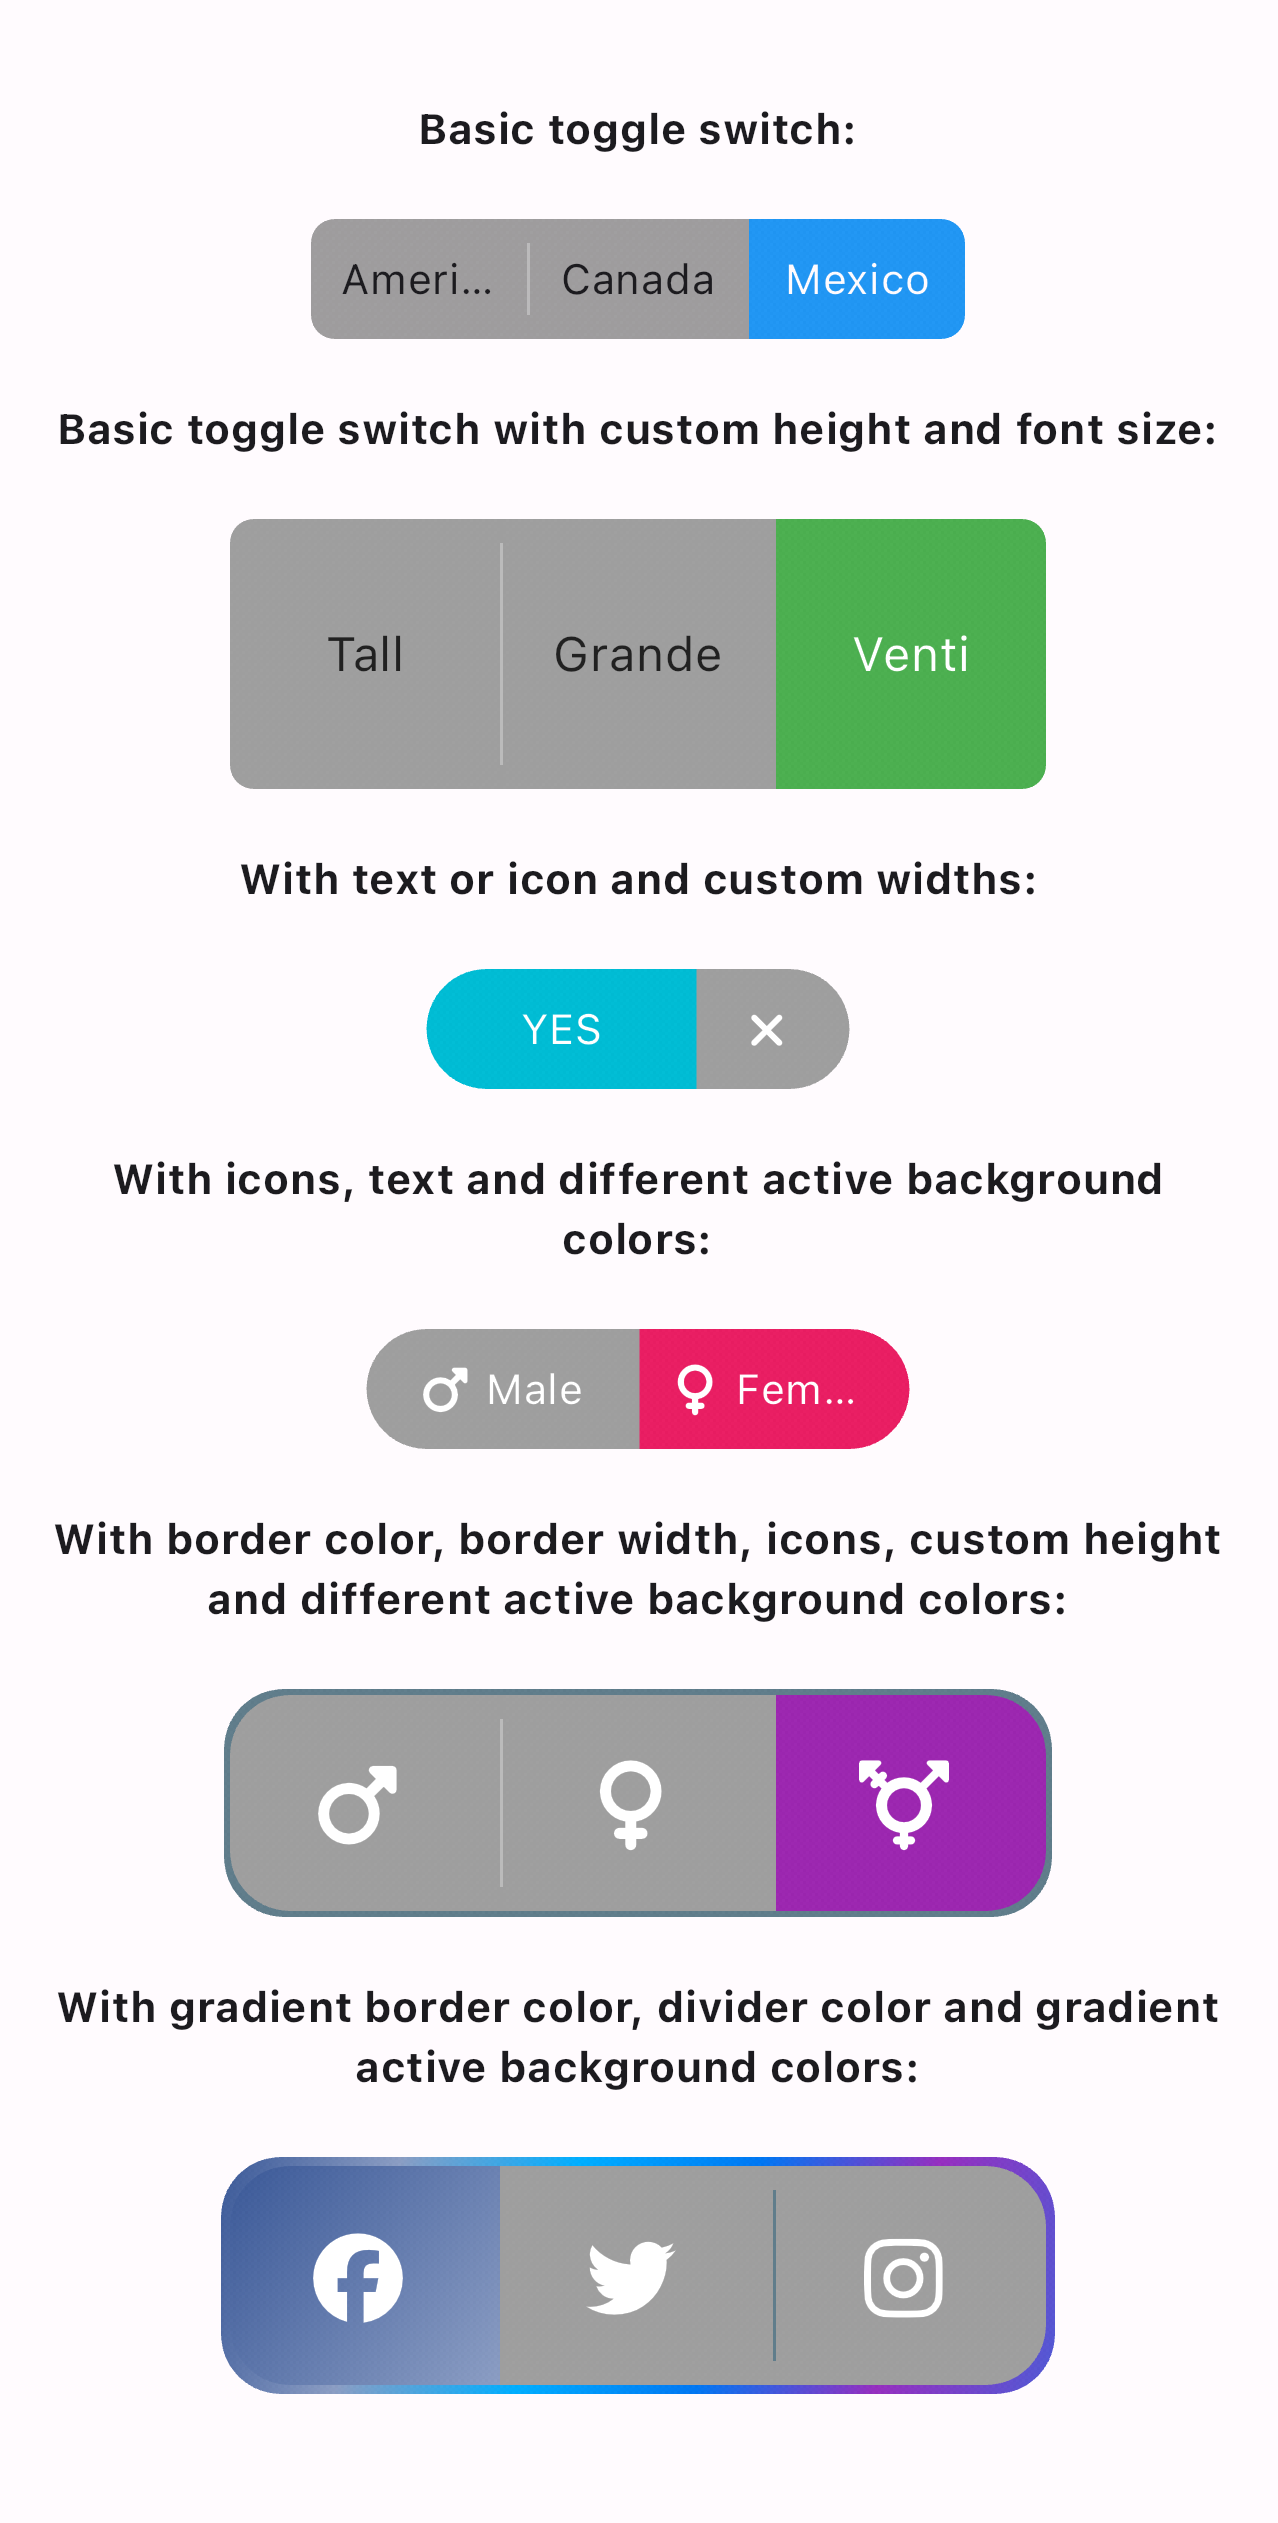 Basic toggle switch:
Ameri... Canada Mexico
Basic toggle switch with custom height and font size:
Tall Grande Venti
With text or icon and custom widths:
YES
With icons, text and different active background
colors:
Male Fem...
With border color, border width, icons, custom height
and different active background colors:
With gradient border color, divider color and gradient
active background colors: